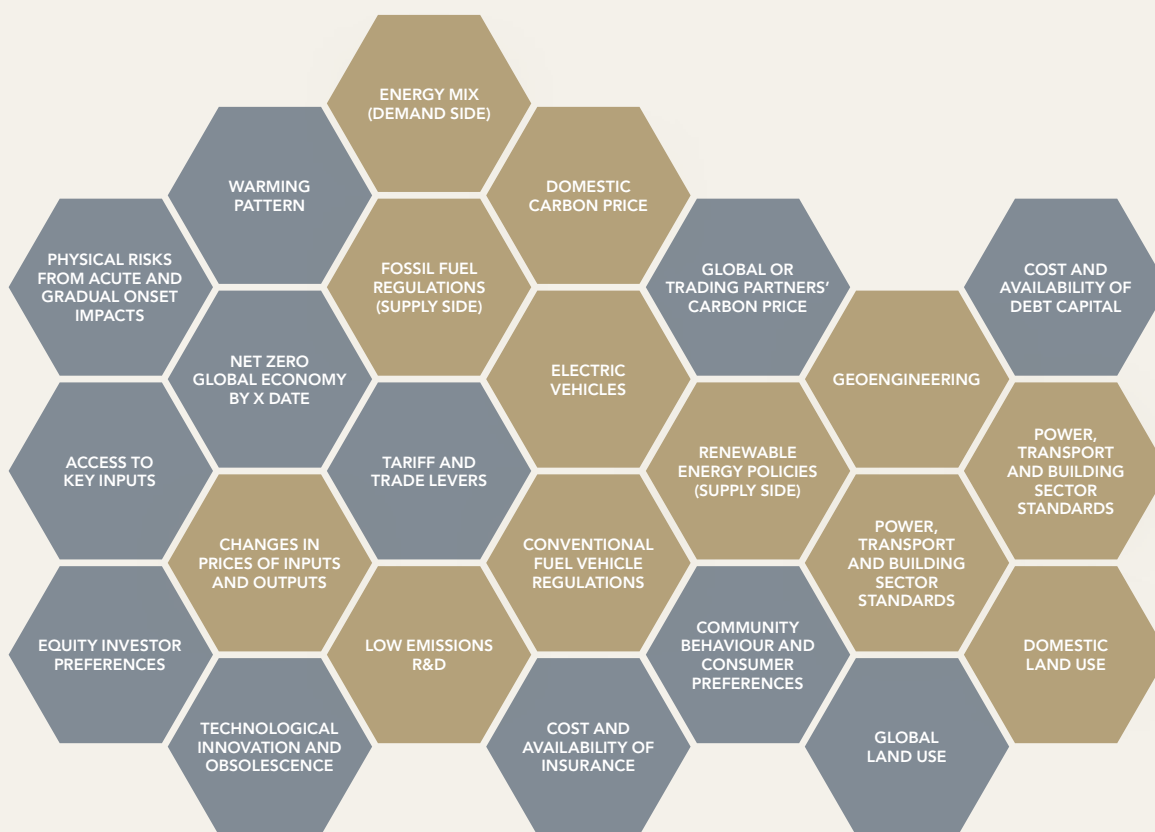 ENERGY MIX
(DEMAND SIDE)
WARMING
PATTERN
DOMESTIC
CARBON PRICE
PHYSICAL RISKS
FROM ACUTE AND
GRADUAL ONSET
IMPACTS
FOSSIL FUEL
REGULATIONS
(SUPPLY SIDE)
GLOBAL OR
TRADING PARTNERS’
CARBON PRICE
COST AND
AVAILABILITY OF
DEBT CAPITAL
NET ZERO
GLOBAL ECONOMY
BY X DATE
ELECTRIC
VEHICLES
GEOENGINEERING
ACCESS TO
KEY INPUTS
TARIFF AND
TRADE LEVERS
RENEWABLE
ENERGY POLICIES
(SUPPLY SIDE)
POWER,
TRANSPORT
AND BUILDING
SECTOR
STANDARDS
CHANGES IN
PRICES OF INPUTS
AND OUTPUTS
CONVENTIONAL
FUEL VEHICLE
REGULATIONS
POWER,
TRANSPORT
AND BUILDING
SECTOR
STANDARDS
EQUITY INVESTOR
PREFERENCES
LOW EMISSIONS
R&D
COMMUNITY
BEHAVIOUR AND
CONSUMER
PREFERENCES
DOMESTIC
LAND USE
TECHNOLOGICAL
INNOVATION AND
OBSOLESCENCE
COST AND
AVAILABILITY OF
INSURANCE
GLOBAL
LAND USE